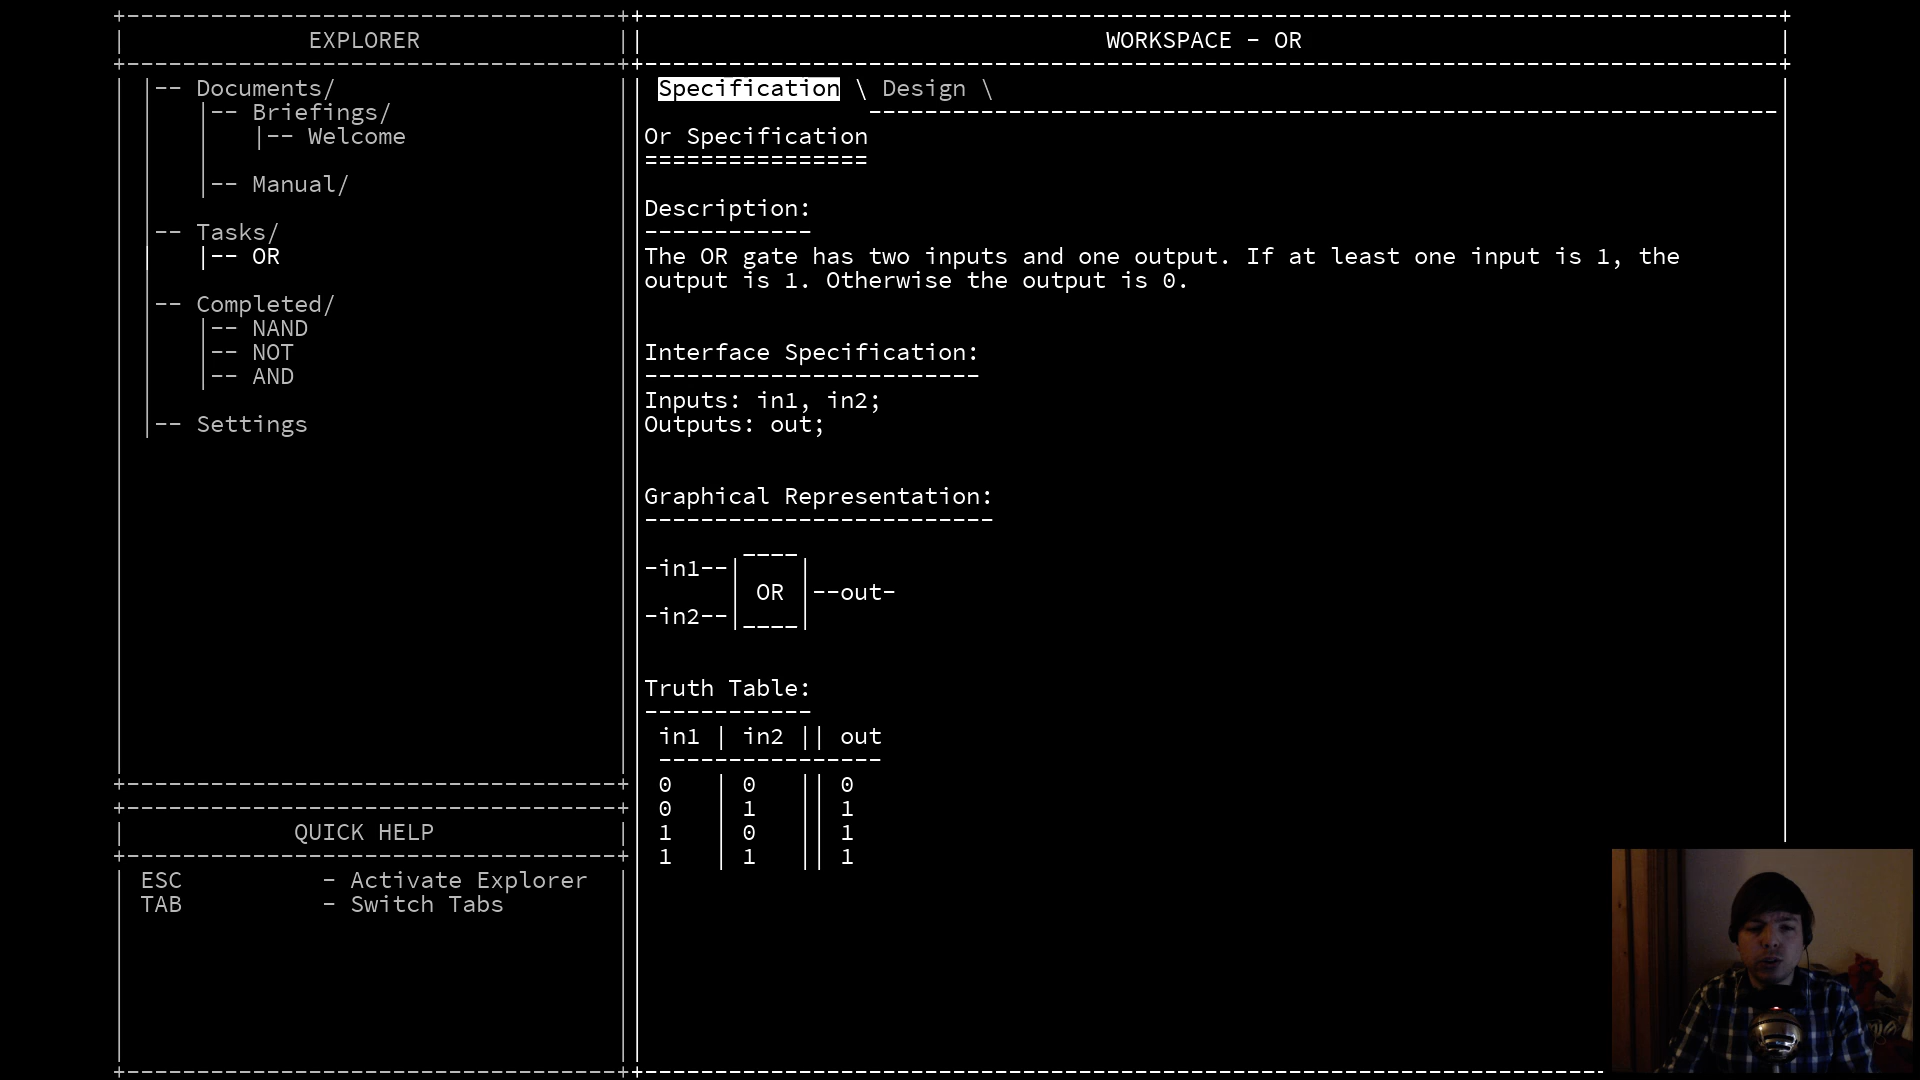 EXPLORER
|-- Documents/
|-- Briefings/
|-- Welcome
|-- Manual/
|-- Tasks/
|-- OR
|-- Completed/
|-- NAND
|-- NOT
|-- AND
|-- Settings
QUICK HELP
ESC - Activate Explorer
TAB - Switch Tabs
WORKSPACE - OR
Specification \ Design \
Or Specification
================
Description:
------------
The OR gate has two inputs and one output. If at least one input is 1, the
output is 1. Otherwise the output is 0.
Interface Specification:
------------------------
Inputs: in1, in2;
Outputs: out;
Graphical Representation:
-------------------------
-in1--
OR --out-
-in2--
Truth Table:
------------
in1 | in2 || out
----------------
0 | 0 || 0
0 | 1 || 1
1 | 0 || 1
1 | 1 || 1